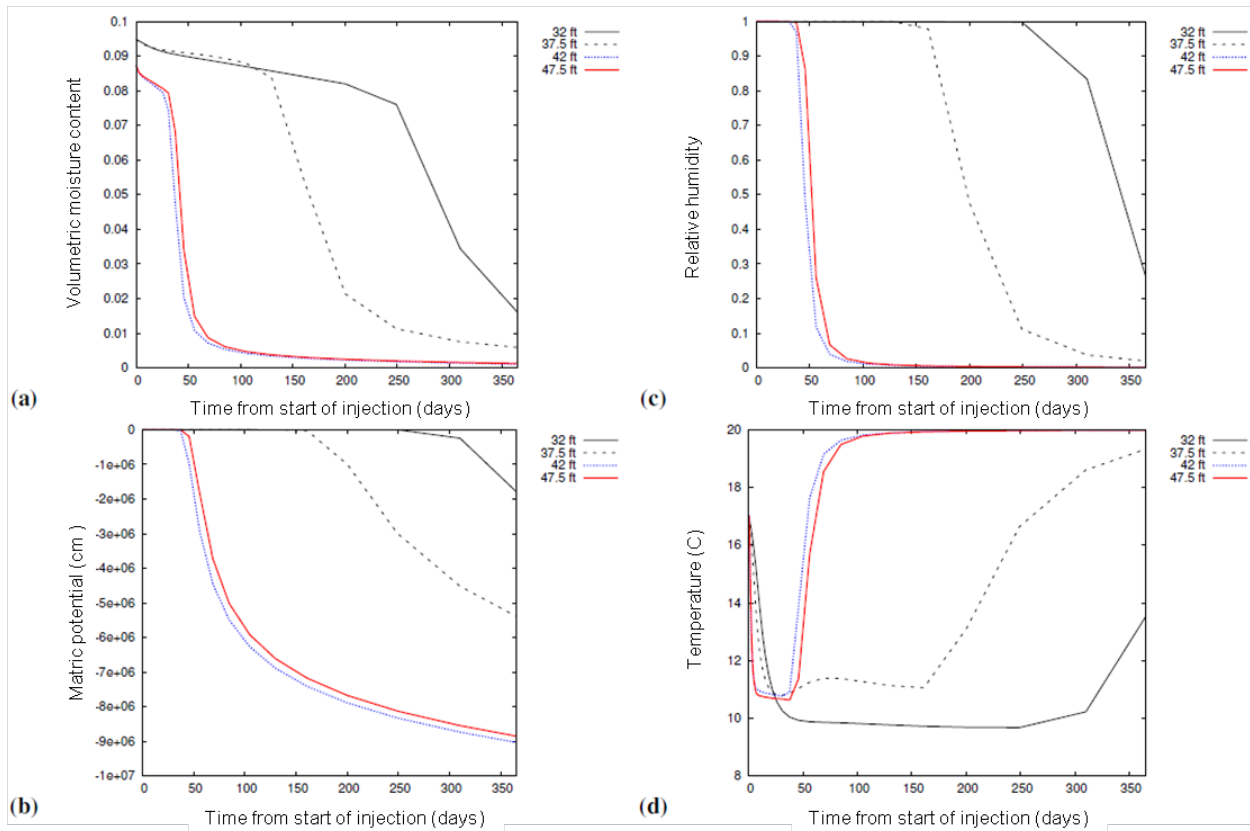 0.1
0.09
0.08
0.07
0.06
0.05
0.04
0.03
0.02
0.01
0
Volumetric moisture content
0 50 100 150 200 250 300 350
32 ft
37.5 ft
42 ft
47.5 ft
(a)
Time from start of injection (days)
1
0.9
0.8
0.7
0.6
0.5
0.4
0.3
0.2
0.1
0
Relative humidity
0 50 100 150 200 250 300 350
32 ft
37.5 ft
42 ft
47.5 ft
(c)
Time from start of injection (days)
0
-1e+06
-2e+06
-3e+06
-4e+06
-5e+06
-6e+06
-7e+06
-8e+06
-9e+06
-1e+07
Matric potential (cm )
0 50 100 150 200 250 300 350
32 ft
37.5 ft
42 ft
47.5 ft
(b)
Time from start of injection (days)
20
18
16
14
12
10
8
Temperature (C)
0 50 100 150 200 250 300 350
32 ft
37.5 ft
42 ft
47.5 ft
(d)
Time from start of injection (days)